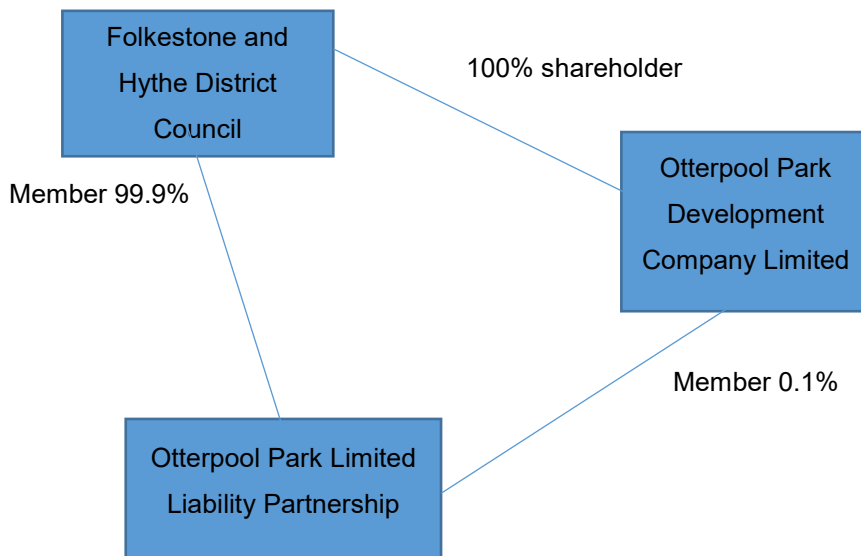 Folkestone and
Hythe District
Council
100% shareholder
Otterpool Park
Development
Company Limited
Member 99.9%
Member 0.1%
Otterpool Park Limited
Liability Partnership